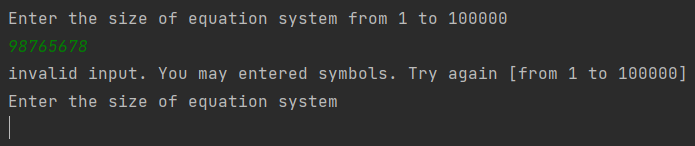 Enter the size of equation system from 1 to 100000
98765678
invalid input. You may entered symbols. Try again [from 1 to 100000]
Enter the size of equation system